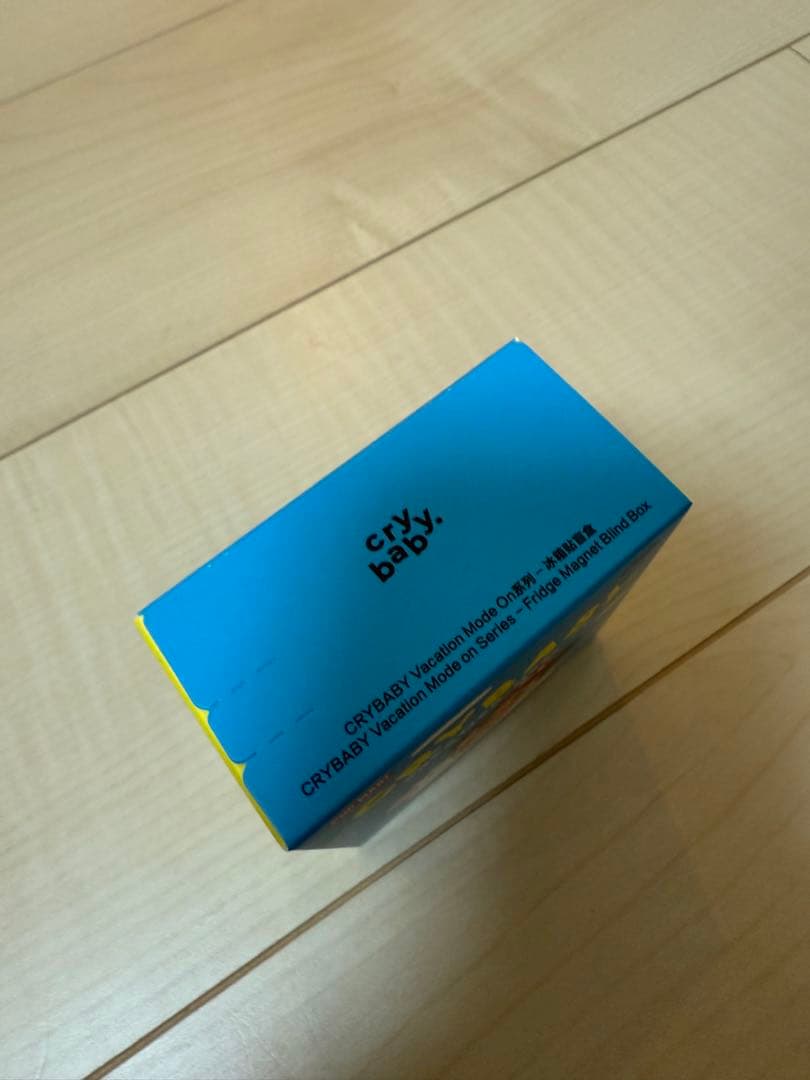 cry
baby.
CRYBABY Vacation Mode On系列 – 冰箱貼盲盒
CRYBABY Vacation Mode on Series – Fridge Magnet Blind Box